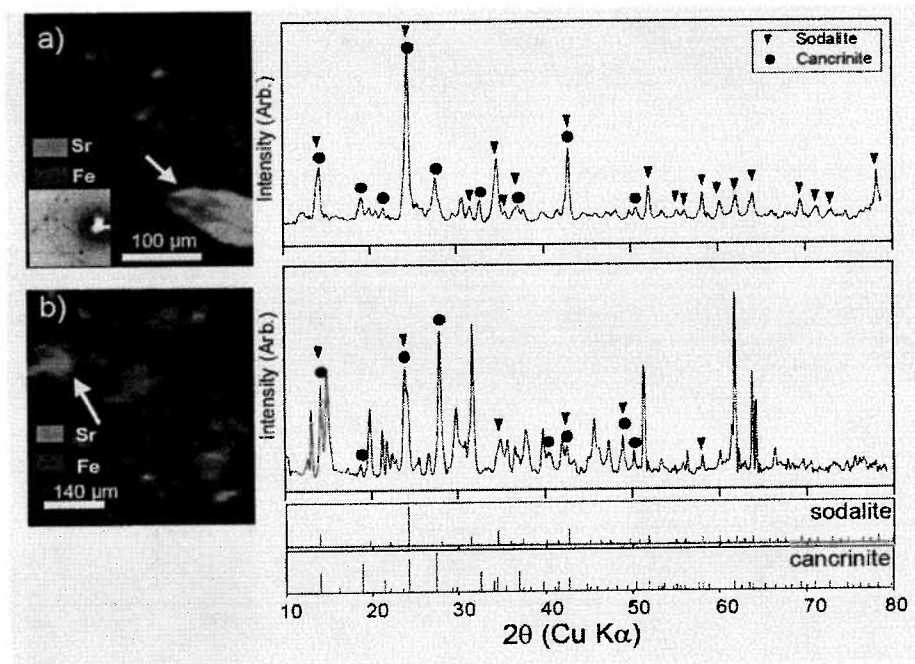 a)
Sr
Fe
100 µm
Intensity (Arb.)
Sodalite
Cancrinite
b)
Sr
Fe
140 µm
Intensity (Arb.)
sodalite
cancrinite
10 20 30 40 50 60 70 80
2θ (Cu Kα)